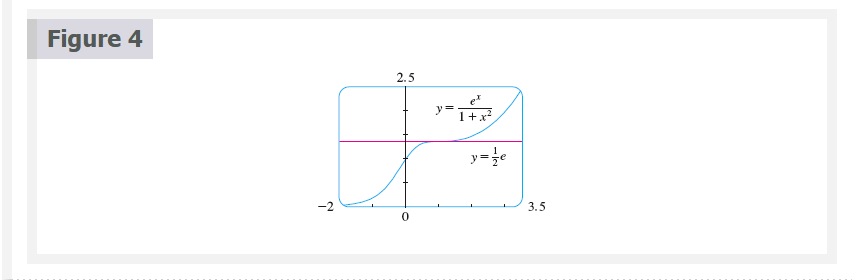 Figure 4
2.5
y = e^x / (1 + x^2)
y = 1/2 e
−2
0
3.5